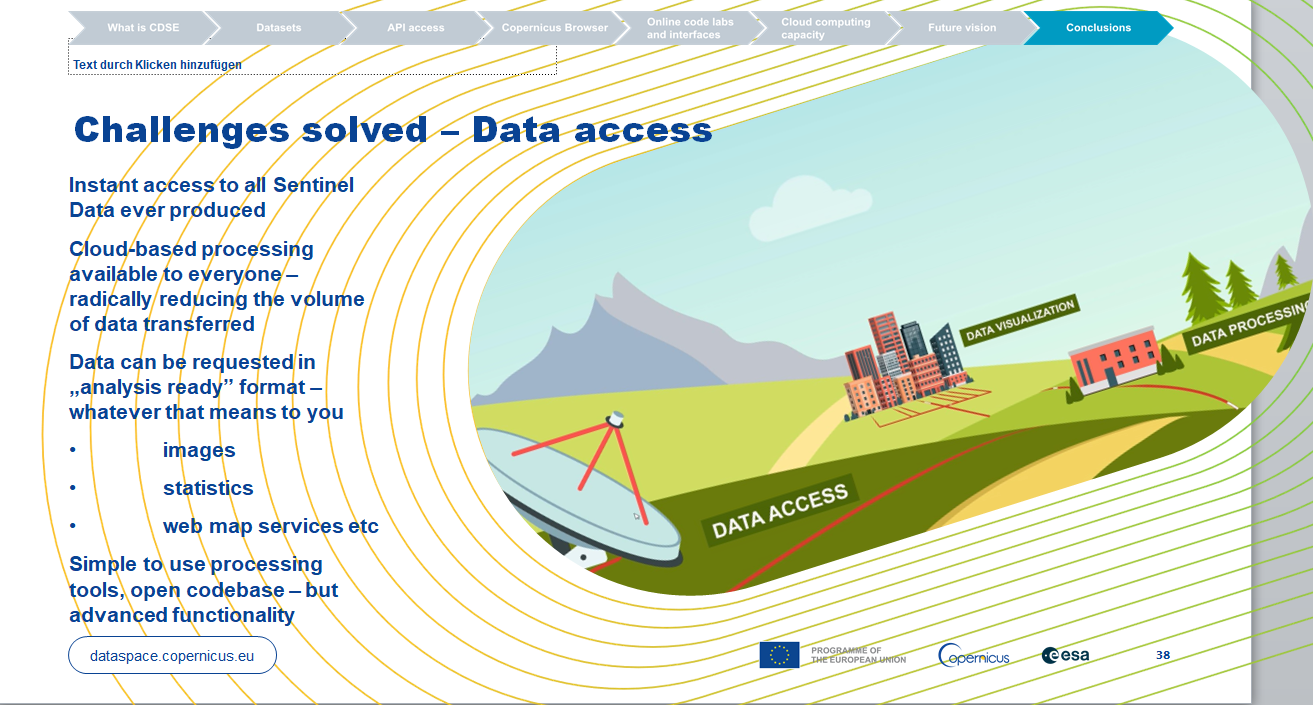 What is CDSE
Datasets
API access
Copernicus Browser
Online code labs
and interfaces
Cloud computing
capacity
Future vision
Conclusions
Text durch Klicken hinzufügen
Challenges solved – Data access
Instant access to all Sentinel
Data ever produced
Cloud-based processing
available to everyone –
radically reducing the volume
of data transferred
Data can be requested in
„analysis ready” format –
whatever that means to you
• images
• statistics
• web map services etc
Simple to use processing
tools, open codebase – but
advanced functionality
DATA VISUALIZATION
DATA PROCESSING
DATA ACCESS
dataspace.copernicus.eu
PROGRAMME OF
THE EUROPEAN UNION
opernicus
esa
38